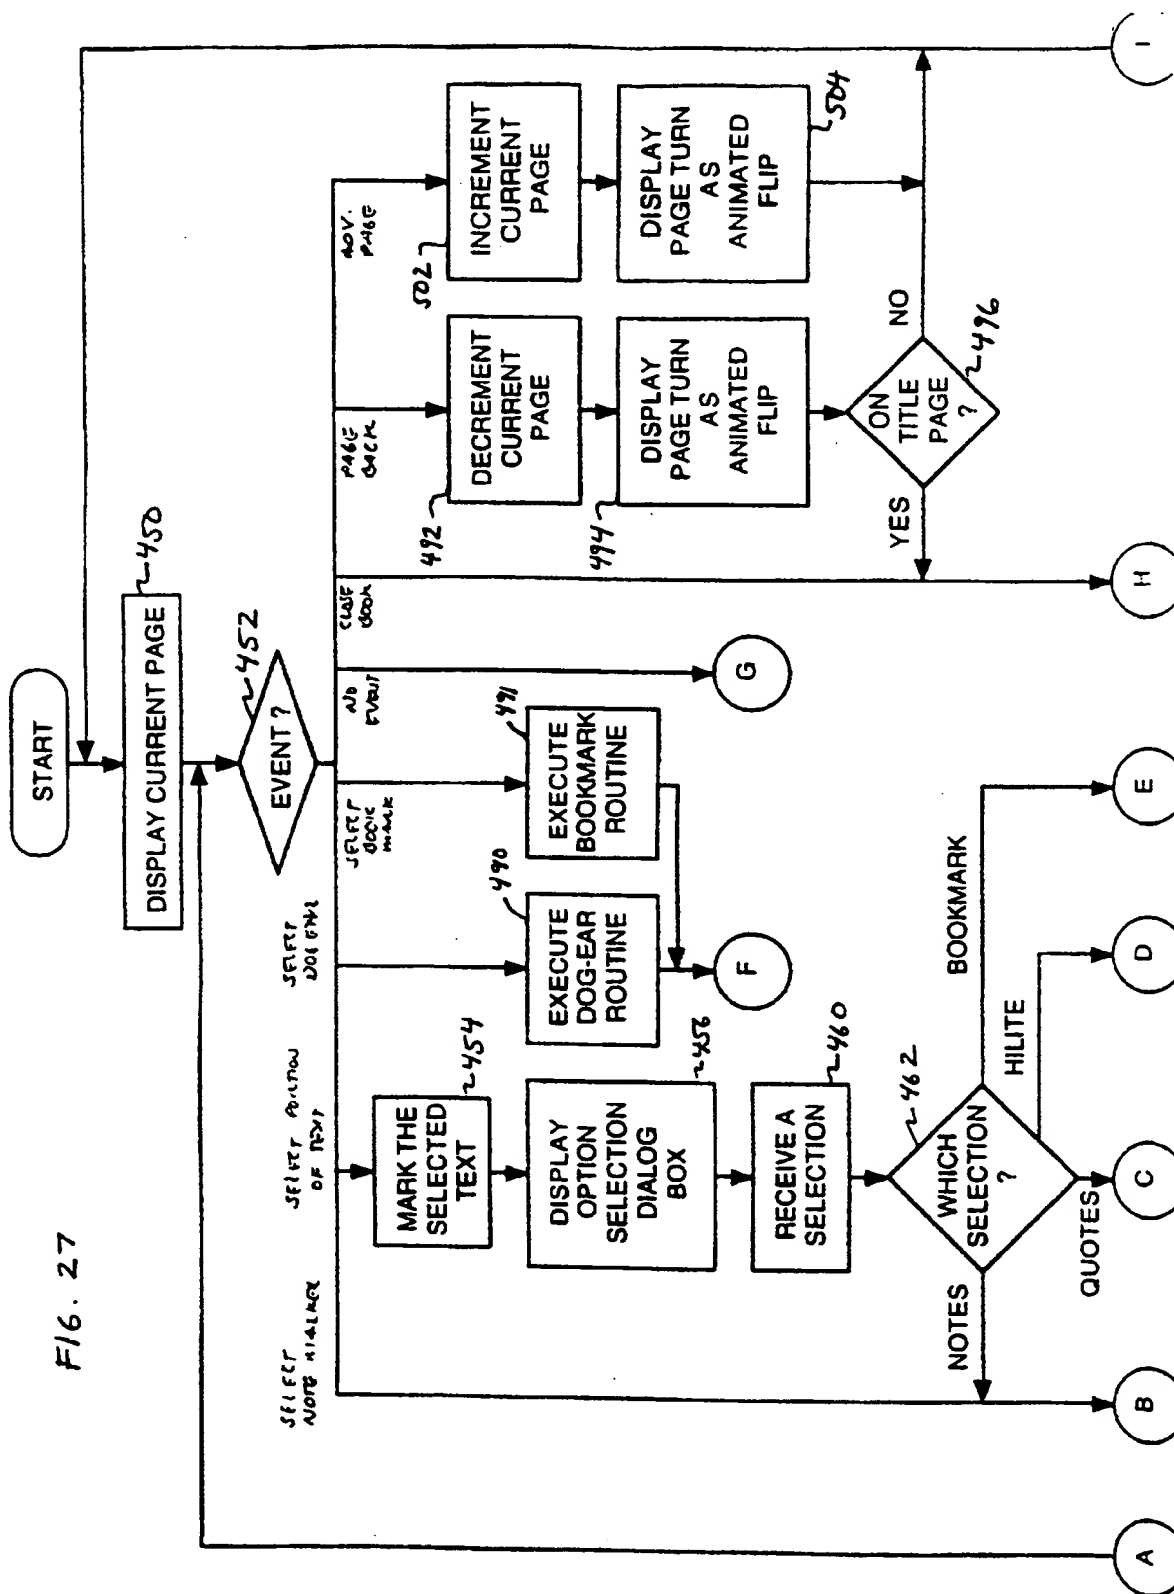 FIG. 27
START
DISPLAY CURRENT PAGE
450
EVENT ?
452
SELECT
NOTE MARKER
SELECT PORTION
OF TEXT
SELECT
DOG EAR
SELECT
BOOK
MARK
NO
EVENT
CLOSE
BOOK
PAGE
BACK
ADV.
PAGE
MARK THE
SELECTED
TEXT
454
DISPLAY
OPTION
SELECTION
DIALOG
BOX
456
RECEIVE A
SELECTION
460
WHICH
SELECTION
?
462
NOTES
QUOTES
HILITE
BOOKMARK
EXECUTE
DOG-EAR
ROUTINE
490
EXECUTE
BOOKMARK
ROUTINE
491
F
G
DECREMENT
CURRENT
PAGE
492
DISPLAY
PAGE TURN
AS
ANIMATED
FLIP
494
INCREMENT
CURRENT
PAGE
502
DISPLAY
PAGE TURN
AS
ANIMATED
FLIP
504
ON
TITLE
PAGE
?
496
YES
NO
A
B
C
D
E
H
I